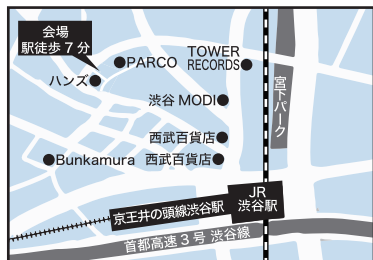 会場
駅徒歩7分
PARCO
TOWER
RECORDS
ハンズ
宮下パーク
渋谷 MODI
西武百貨店
Bunkamura
西武百貨店
JR
渋谷駅
京王井の頭線渋谷駅
首都高速3号 渋谷線